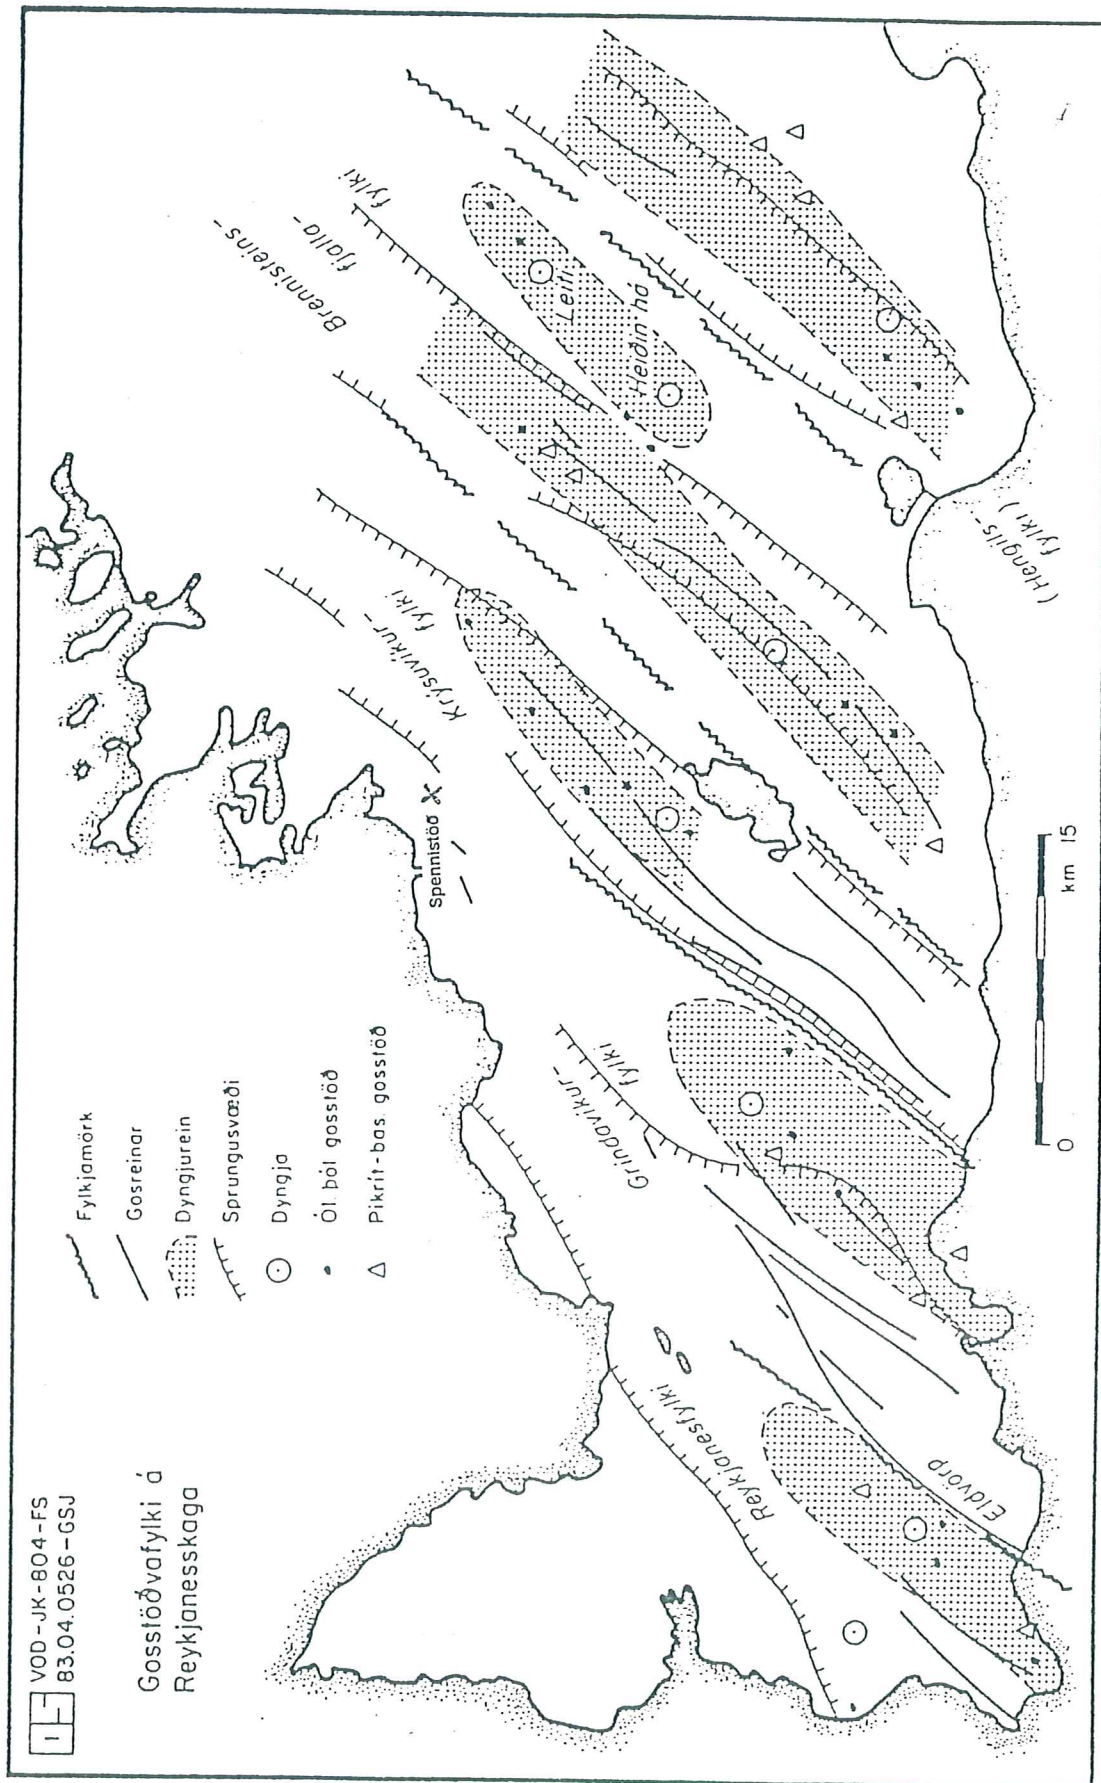 VOD-JK-804-FS
83.04.0526-GSJ
Gosstöðvafylki á
Reykjanesskaga
Fylkjamörk
Gosreinar
Dyngjurein
Sprungusvæði
Dyngja
Ól. ból gosstöð
Pikrít-bas. gosstöð
Spennistöð
Brennisteins-
fjalla-
fylki
Krýsuvíkur-
fylki
Grindavíkur-
fylki
Reykjanesfylki
Eldvörp
Leiti
Heiðin há
(Hengils-
fylki)
0
15
km